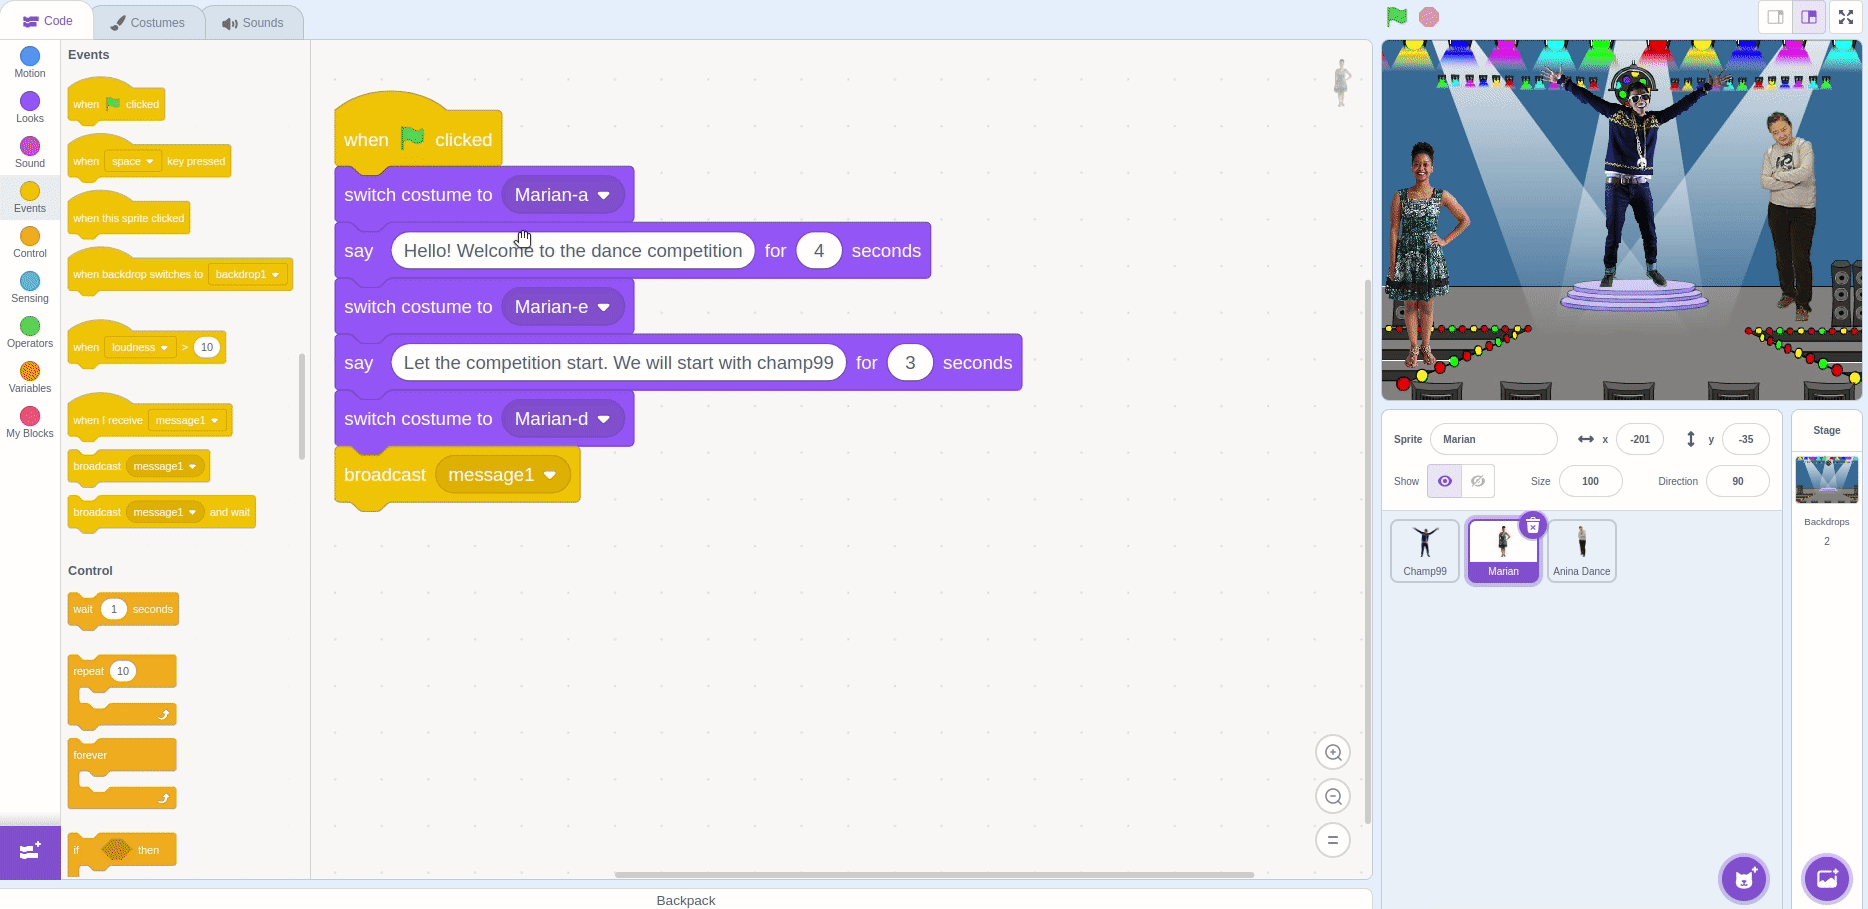 Code
Costumes
Sounds
Motion
Looks
Sound
Events
Control
Sensing
Operators
Variables
My Blocks
Events
when clicked
when space key pressed
when this sprite clicked
when backdrop switches to backdrop1
when loudness > 10
when I receive message1
broadcast message1
broadcast message1 and wait
Control
wait 1 seconds
repeat 10
forever
if then
when clicked
switch costume to Marian-a
say Hello! Welcome to the dance competition for 4 seconds
switch costume to Marian-e
say Let the competition start. We will start with champ99 for 3 seconds
switch costume to Marian-d
broadcast message1
Backpack
Sprite Marian x -201 y -35
Show Size 100 Direction 90
Champ99
Marian
Anina Dance
Stage
Backdrops
2